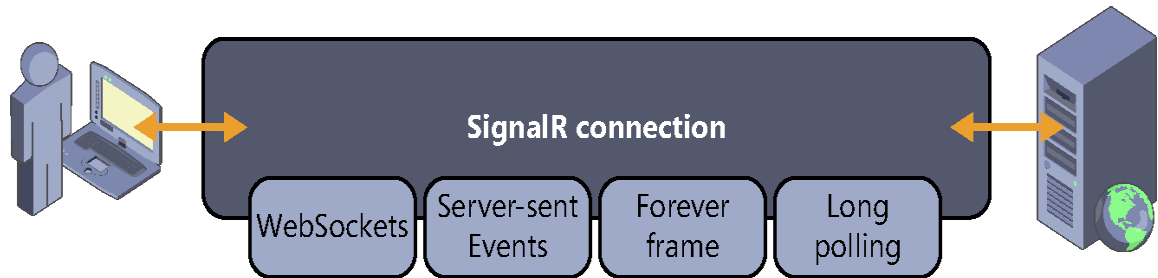 SignalR connection
WebSockets
Server-sent
Events
Forever
frame
Long
polling